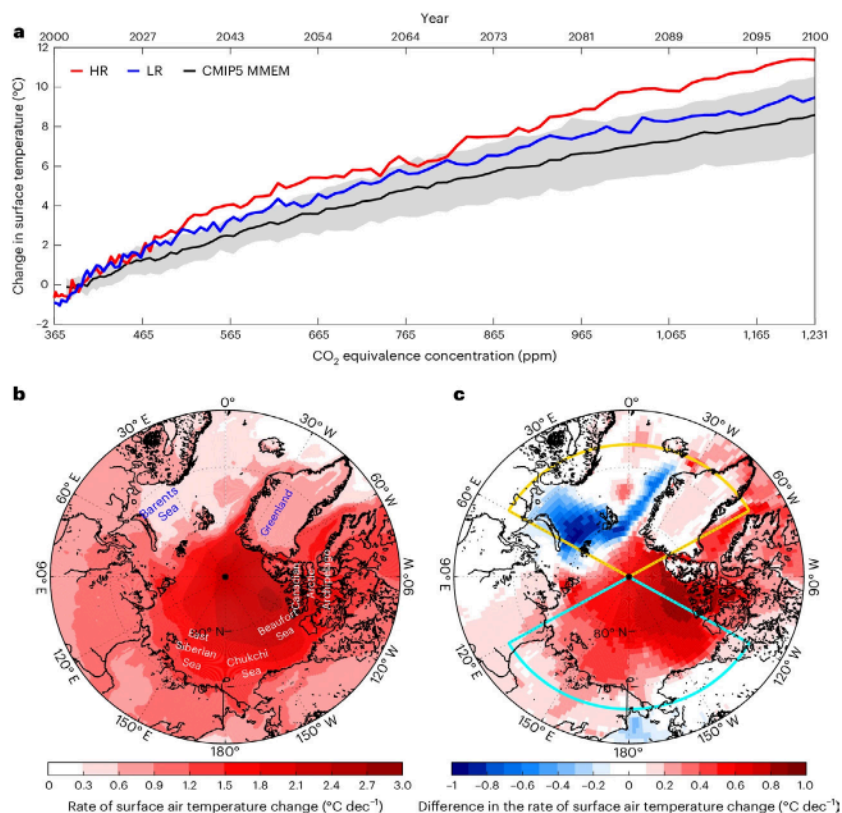 Year
a
2000 2027 2043 2054 2064 2073 2081 2089 2095 2100
HR LR CMIP5 MMEM
Change in surface temperature (°C)
12
10
8
6
4
2
0
−2
365 465 565 665 765 865 965 1,065 1,165 1,231
CO2 equivalence concentration (ppm)
b
0°
30° E
30° W
60° E
60° W
90° E
90° W
120° E
120° W
150° E
150° W
180°
Barents
Sea
Greenland
Canadian
Arctic
Archipelago
Beaufort
Sea
80° N
East
Siberian
Sea
Chukchi
Sea
0 0.3 0.6 0.9 1.2 1.5 1.8 2.1 2.4 2.7 3.0
Rate of surface air temperature change (°C dec−1)
c
0°
30° E
30° W
60° E
60° W
90° E
90° W
120° E
120° W
150° E
150° W
180°
80° N
−1 −0.8 −0.6 −0.4 −0.2 0 0.2 0.4 0.6 0.8 1.0
Difference in the rate of surface air temperature change (°C dec−1)